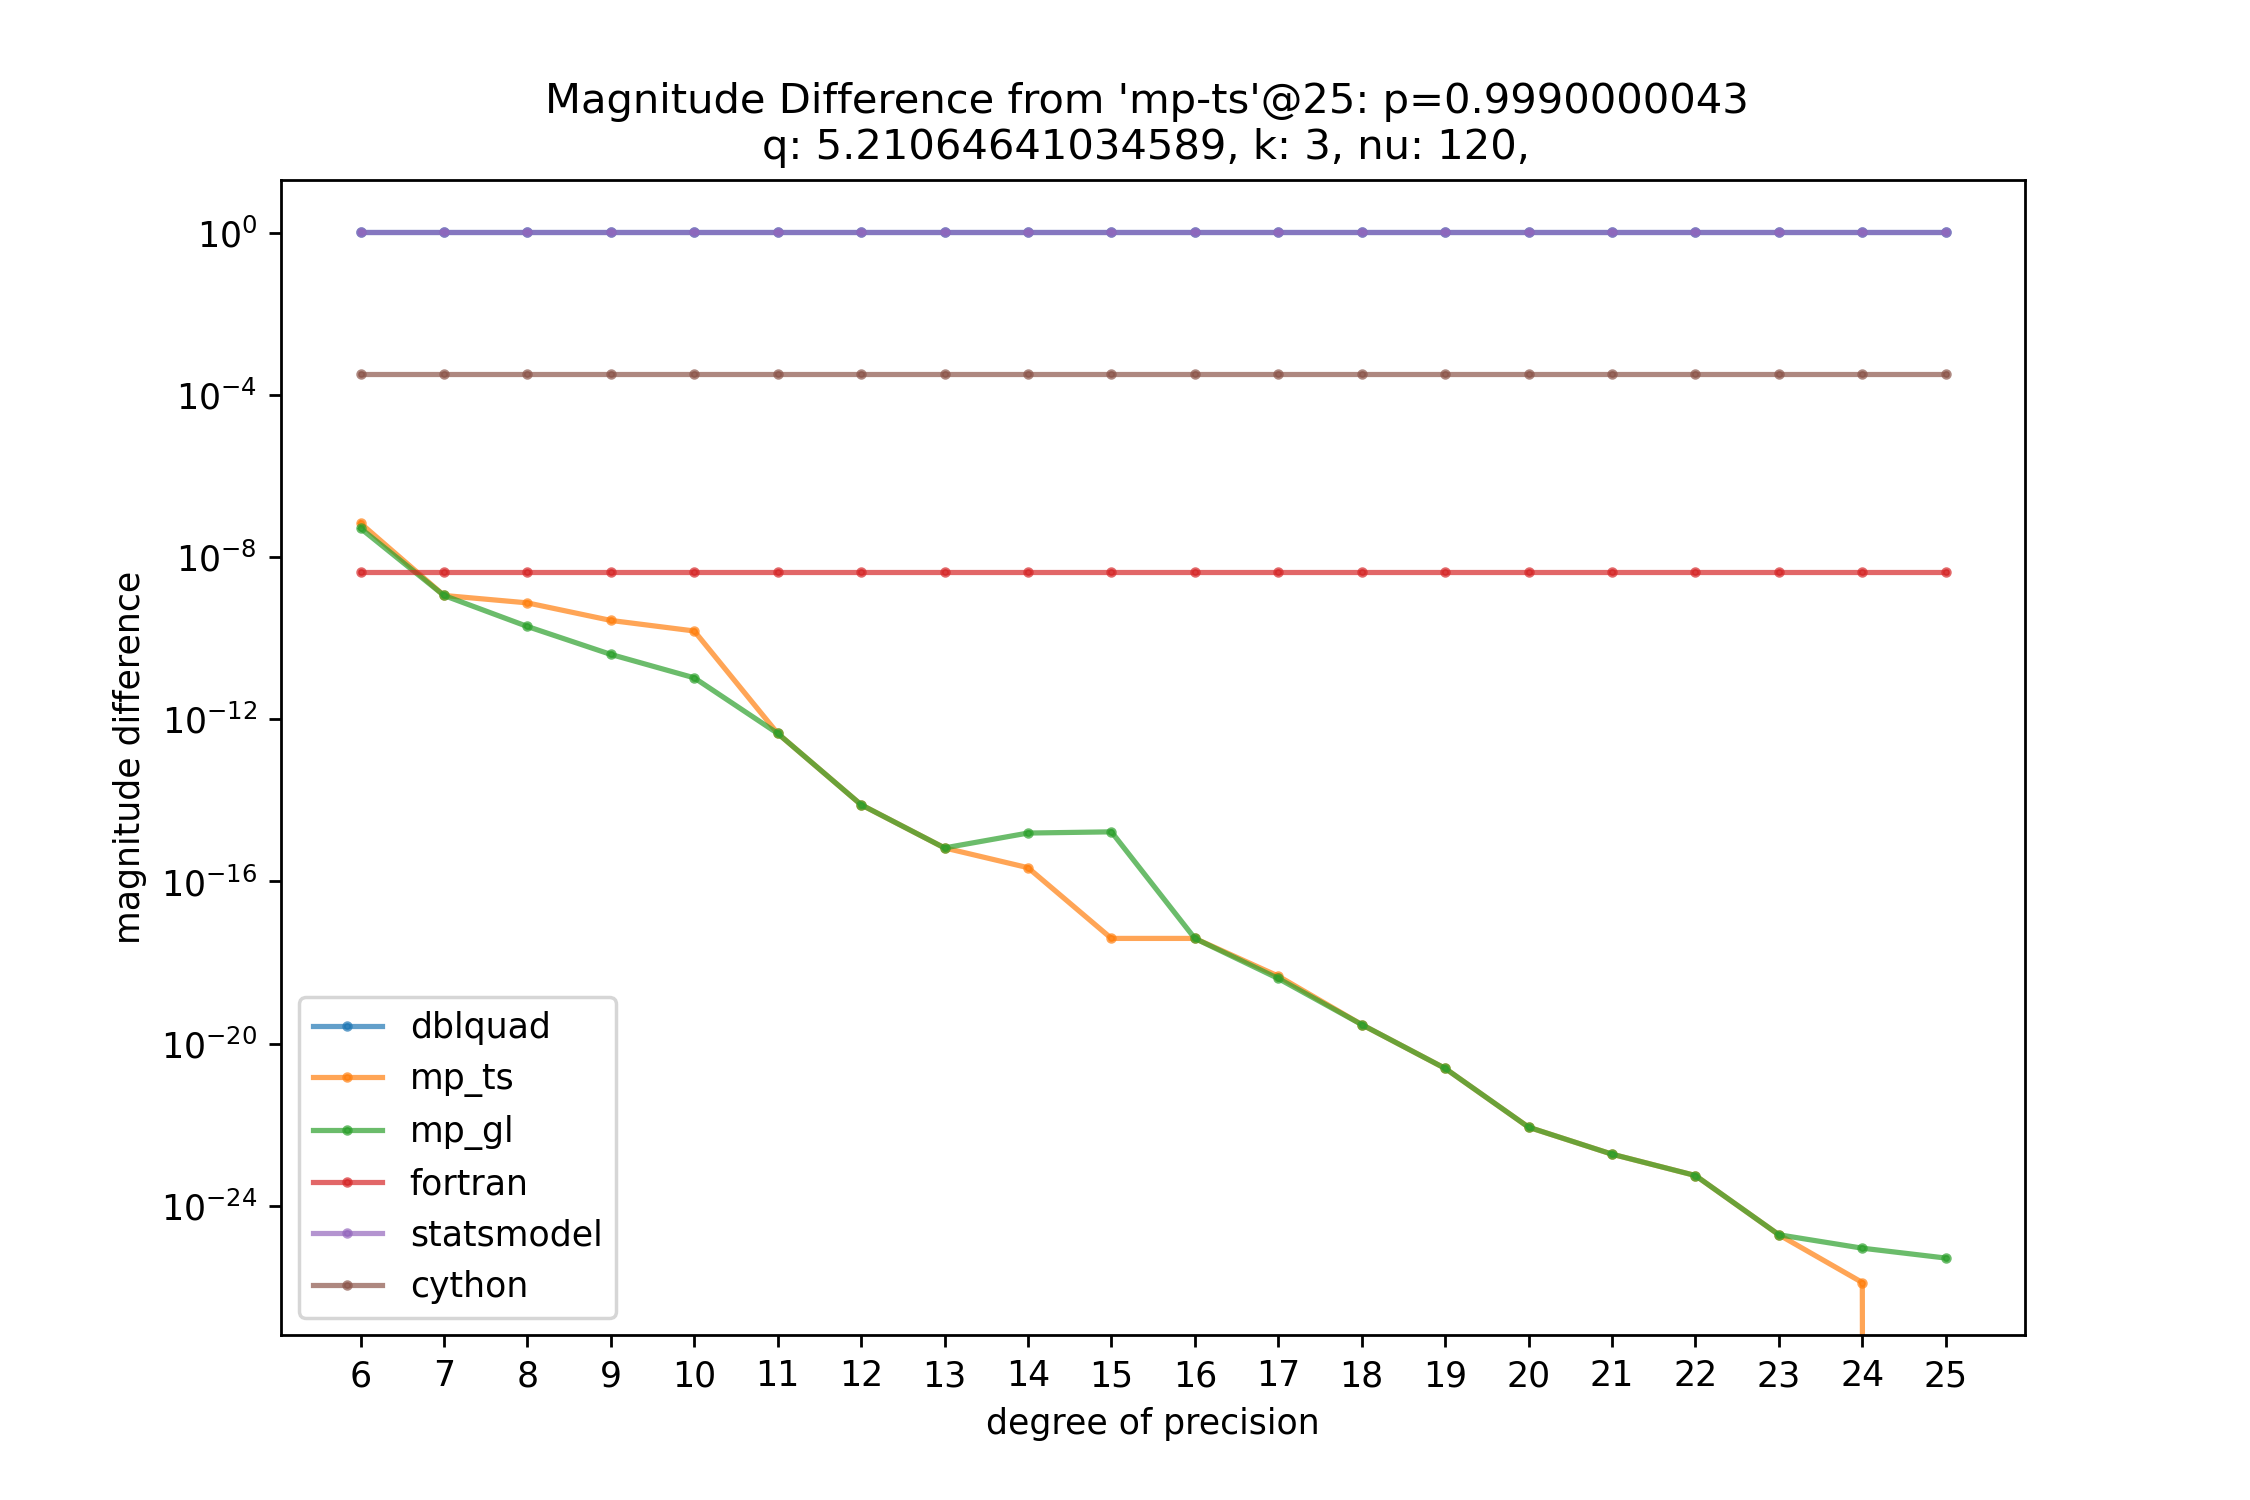 Magnitude Difference from 'mp-ts'@25: p=0.9990000043
q: 5.21064641034589, k: 3, nu: 120,
10⁰
10⁻⁴
10⁻⁸
10⁻¹²
10⁻¹⁶
10⁻²⁰
10⁻²⁴
magnitude difference
dblquad
mp_ts
mp_gl
fortran
statsmodel
cython
6 7 8 9 10 11 12 13 14 15 16 17 18 19 20 21 22 23 24 25
degree of precision